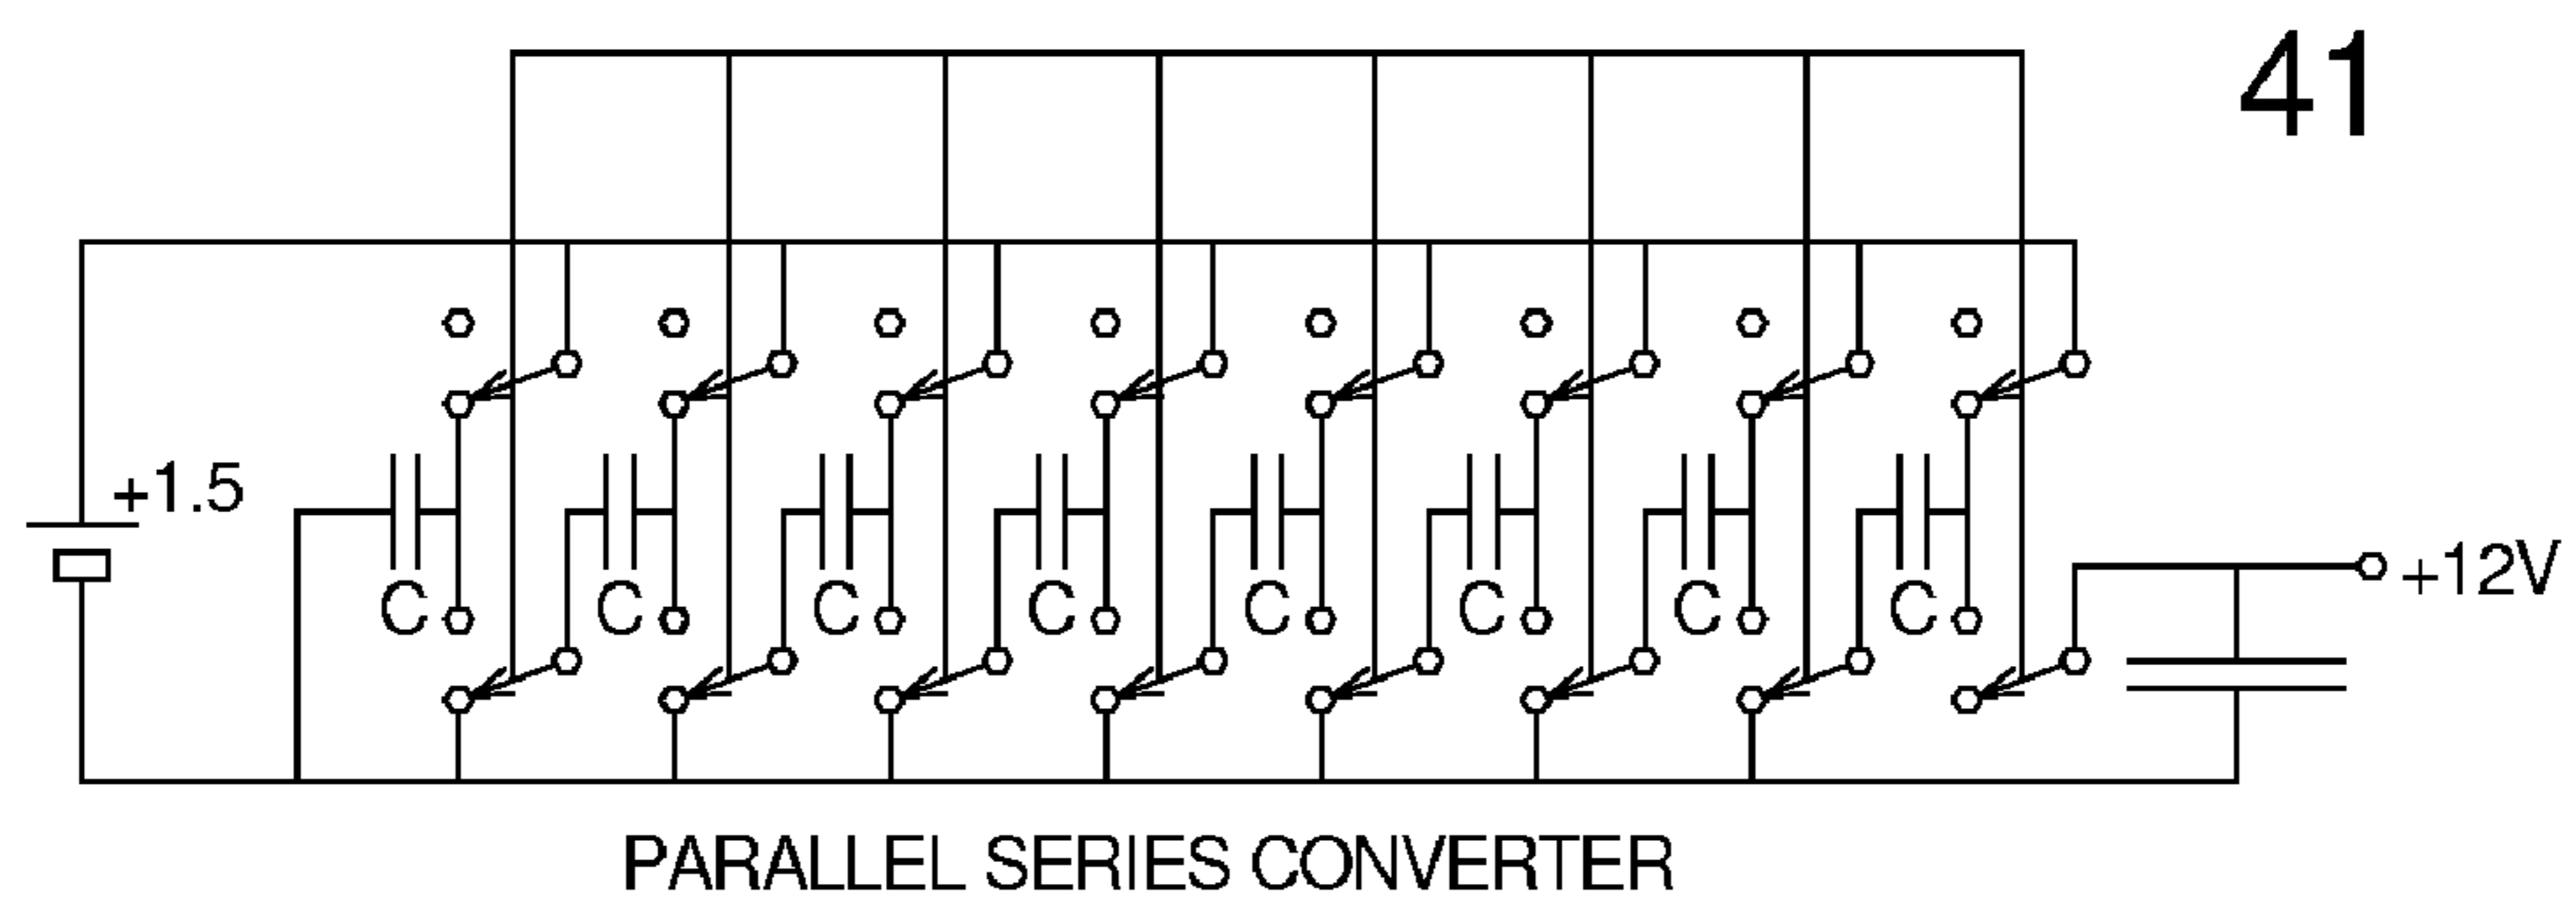 41
+1.5
C C C C C C C C
+12V
PARALLEL SERIES CONVERTER